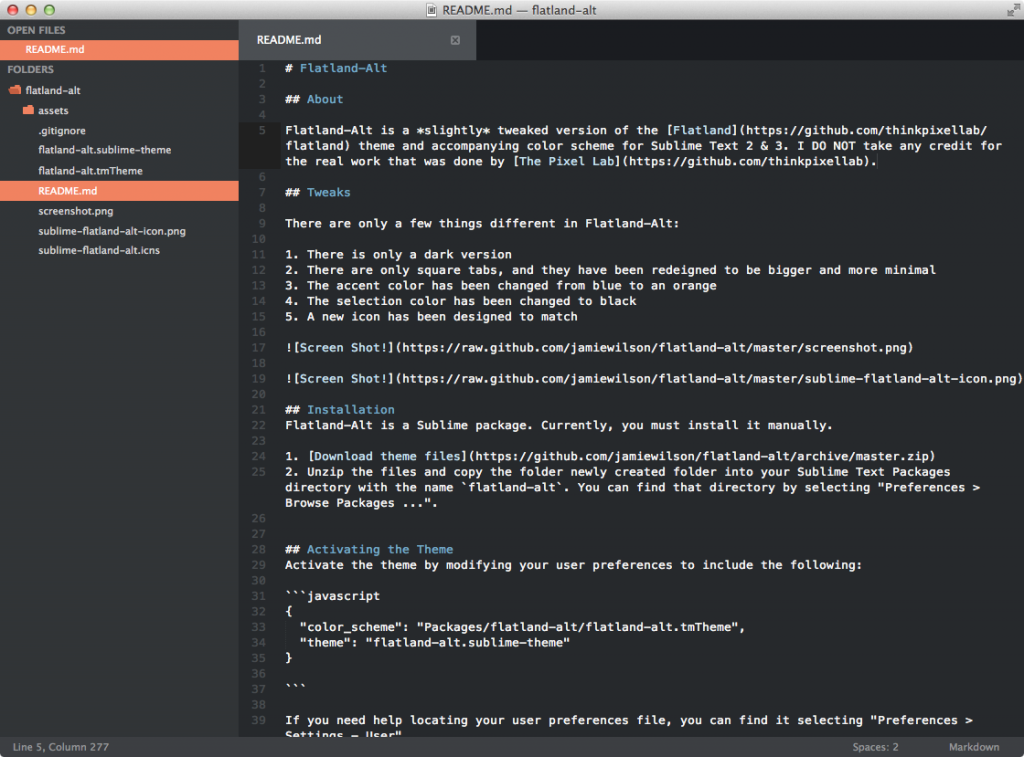 README.md — flatland-alt
OPEN FILES
README.md
FOLDERS
flatland-alt
assets
.gitignore
flatland-alt.sublime-theme
flatland-alt.tmTheme
README.md
screenshot.png
sublime-flatland-alt-icon.png
sublime-flatland-alt.icns
README.md
1 # Flatland-Alt
2
3 ## About
4
5 Flatland-Alt is a *slightly* tweaked version of the [Flatland](https://github.com/thinkpixellab/
flatland) theme and accompanying color scheme for Sublime Text 2 & 3. I DO NOT take any credit for
the real work that was done by [The Pixel Lab](https://github.com/thinkpixellab).
6
7 ## Tweaks
8
9 There are only a few things different in Flatland-Alt:
10
11 1. There is only a dark version
12 2. There are only square tabs, and they have been redeigned to be bigger and more minimal
13 3. The accent color has been changed from blue to an orange
14 4. The selection color has been changed to black
15 5. A new icon has been designed to match
16
17 ![Screen Shot!](https://raw.github.com/jamiewilson/flatland-alt/master/screenshot.png)
18
19 ![Screen Shot!](https://raw.github.com/jamiewilson/flatland-alt/master/sublime-flatland-alt-icon.png)
20
21 ## Installation
22 Flatland-Alt is a Sublime package. Currently, you must install it manually.
23
24 1. [Download theme files](https://github.com/jamiewilson/flatland-alt/archive/master.zip)
25 2. Unzip the files and copy the folder newly created folder into your Sublime Text Packages
directory with the name `flatland-alt`. You can find that directory by selecting "Preferences >
Browse Packages ...".
26
27
28 ## Activating the Theme
29 Activate the theme by modifying your user preferences to include the following:
30
31 ```javascript
32 {
33   "color_scheme": "Packages/flatland-alt/flatland-alt.tmTheme",
34   "theme": "flatland-alt.sublime-theme"
35 }
36
37 ```
38
39 If you need help locating your user preferences file, you can find it selecting "Preferences >
Settings - User"
Line 5, Column 277
Spaces: 2
Markdown